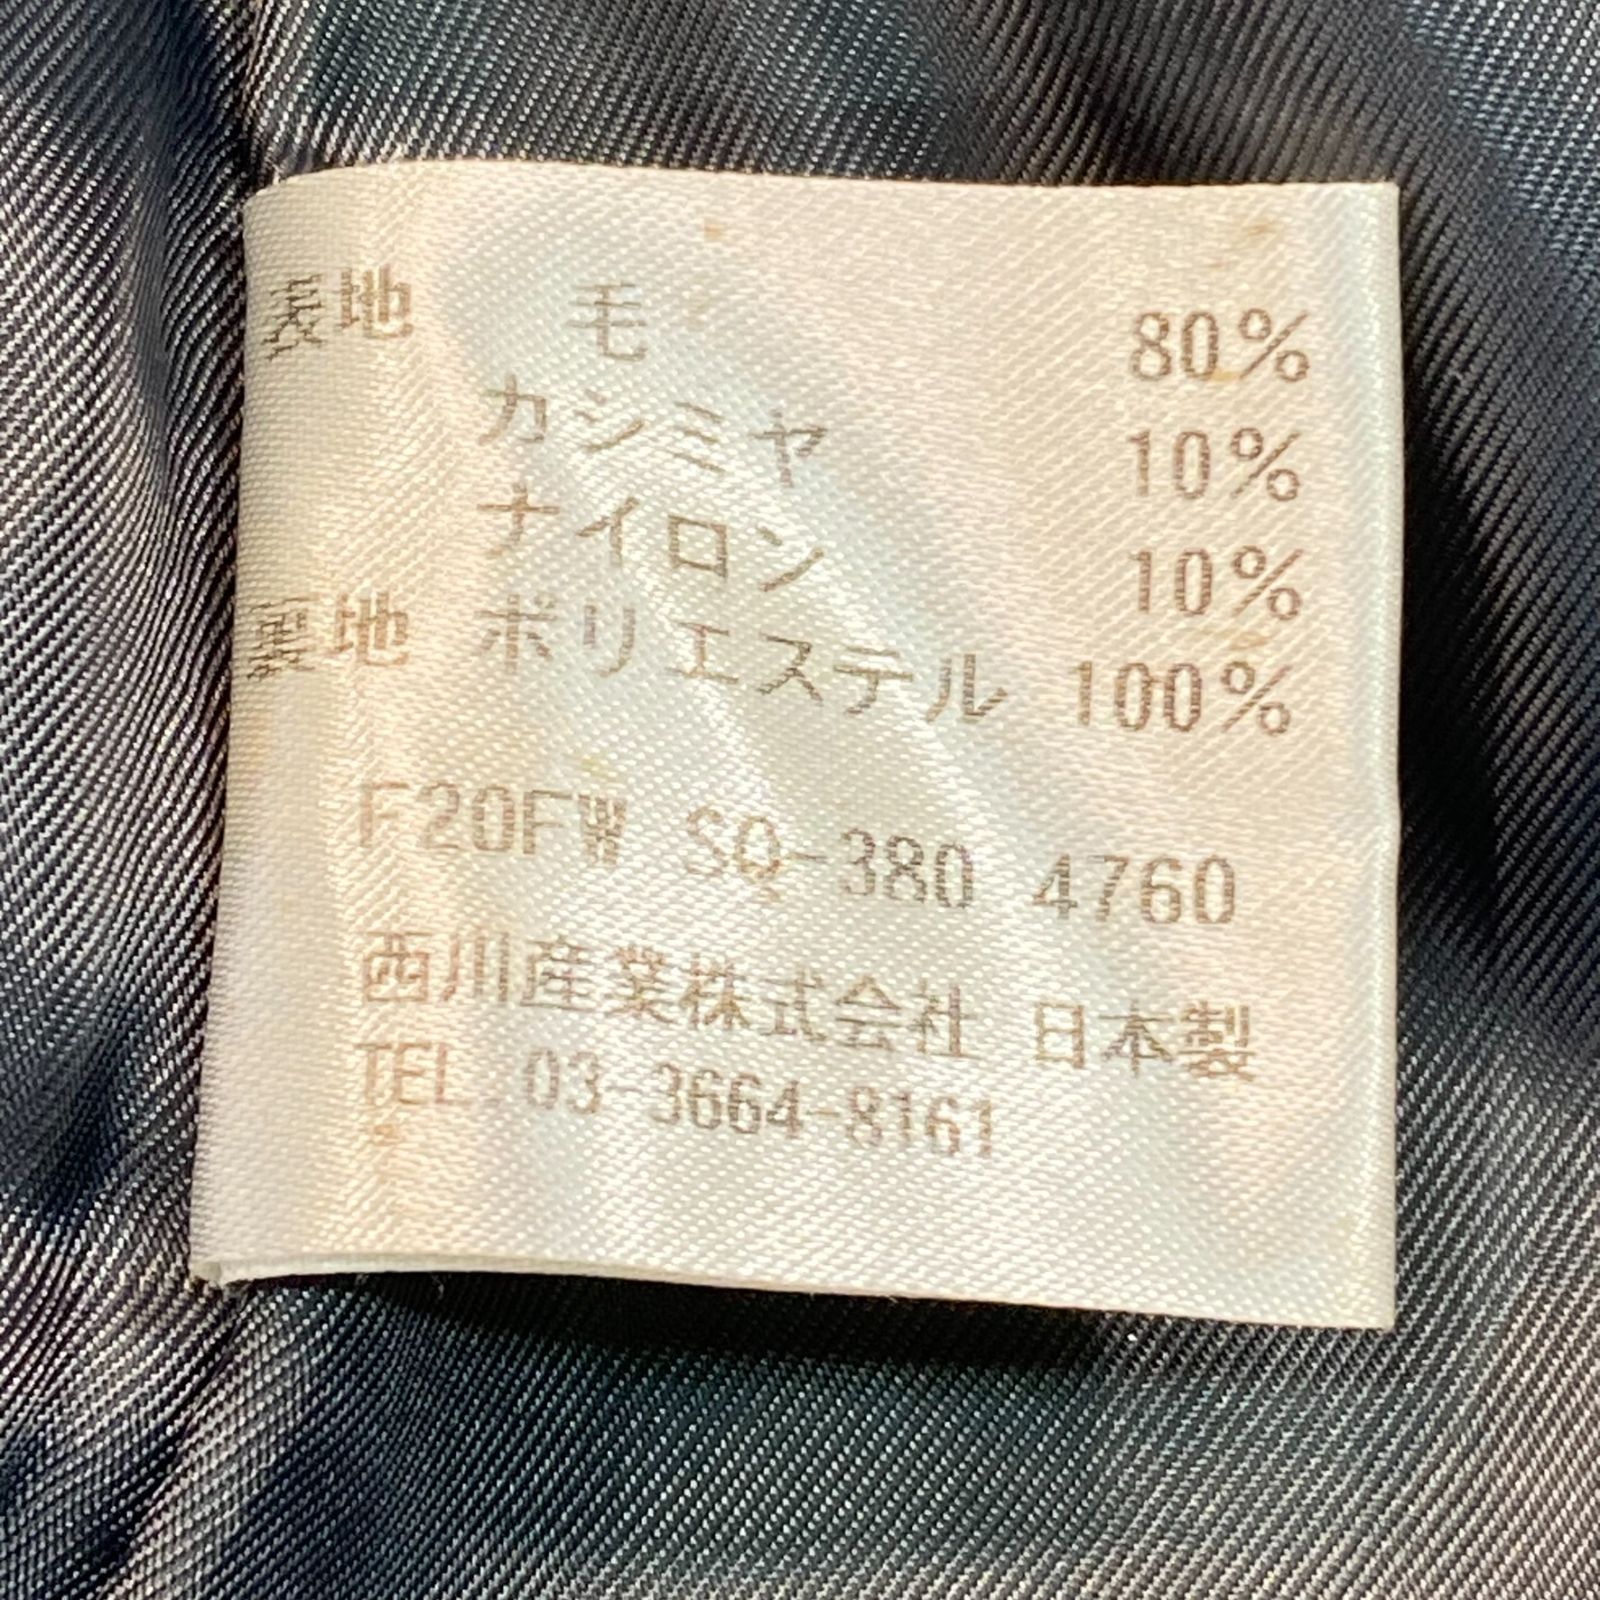 表地 毛 80%
カシミヤ 10%
ナイロン 10%
裏地 ポリエステル 100%
F20FW SQ-380 4760
西川産業株式会社 日本製
TEL 03-3664-8161